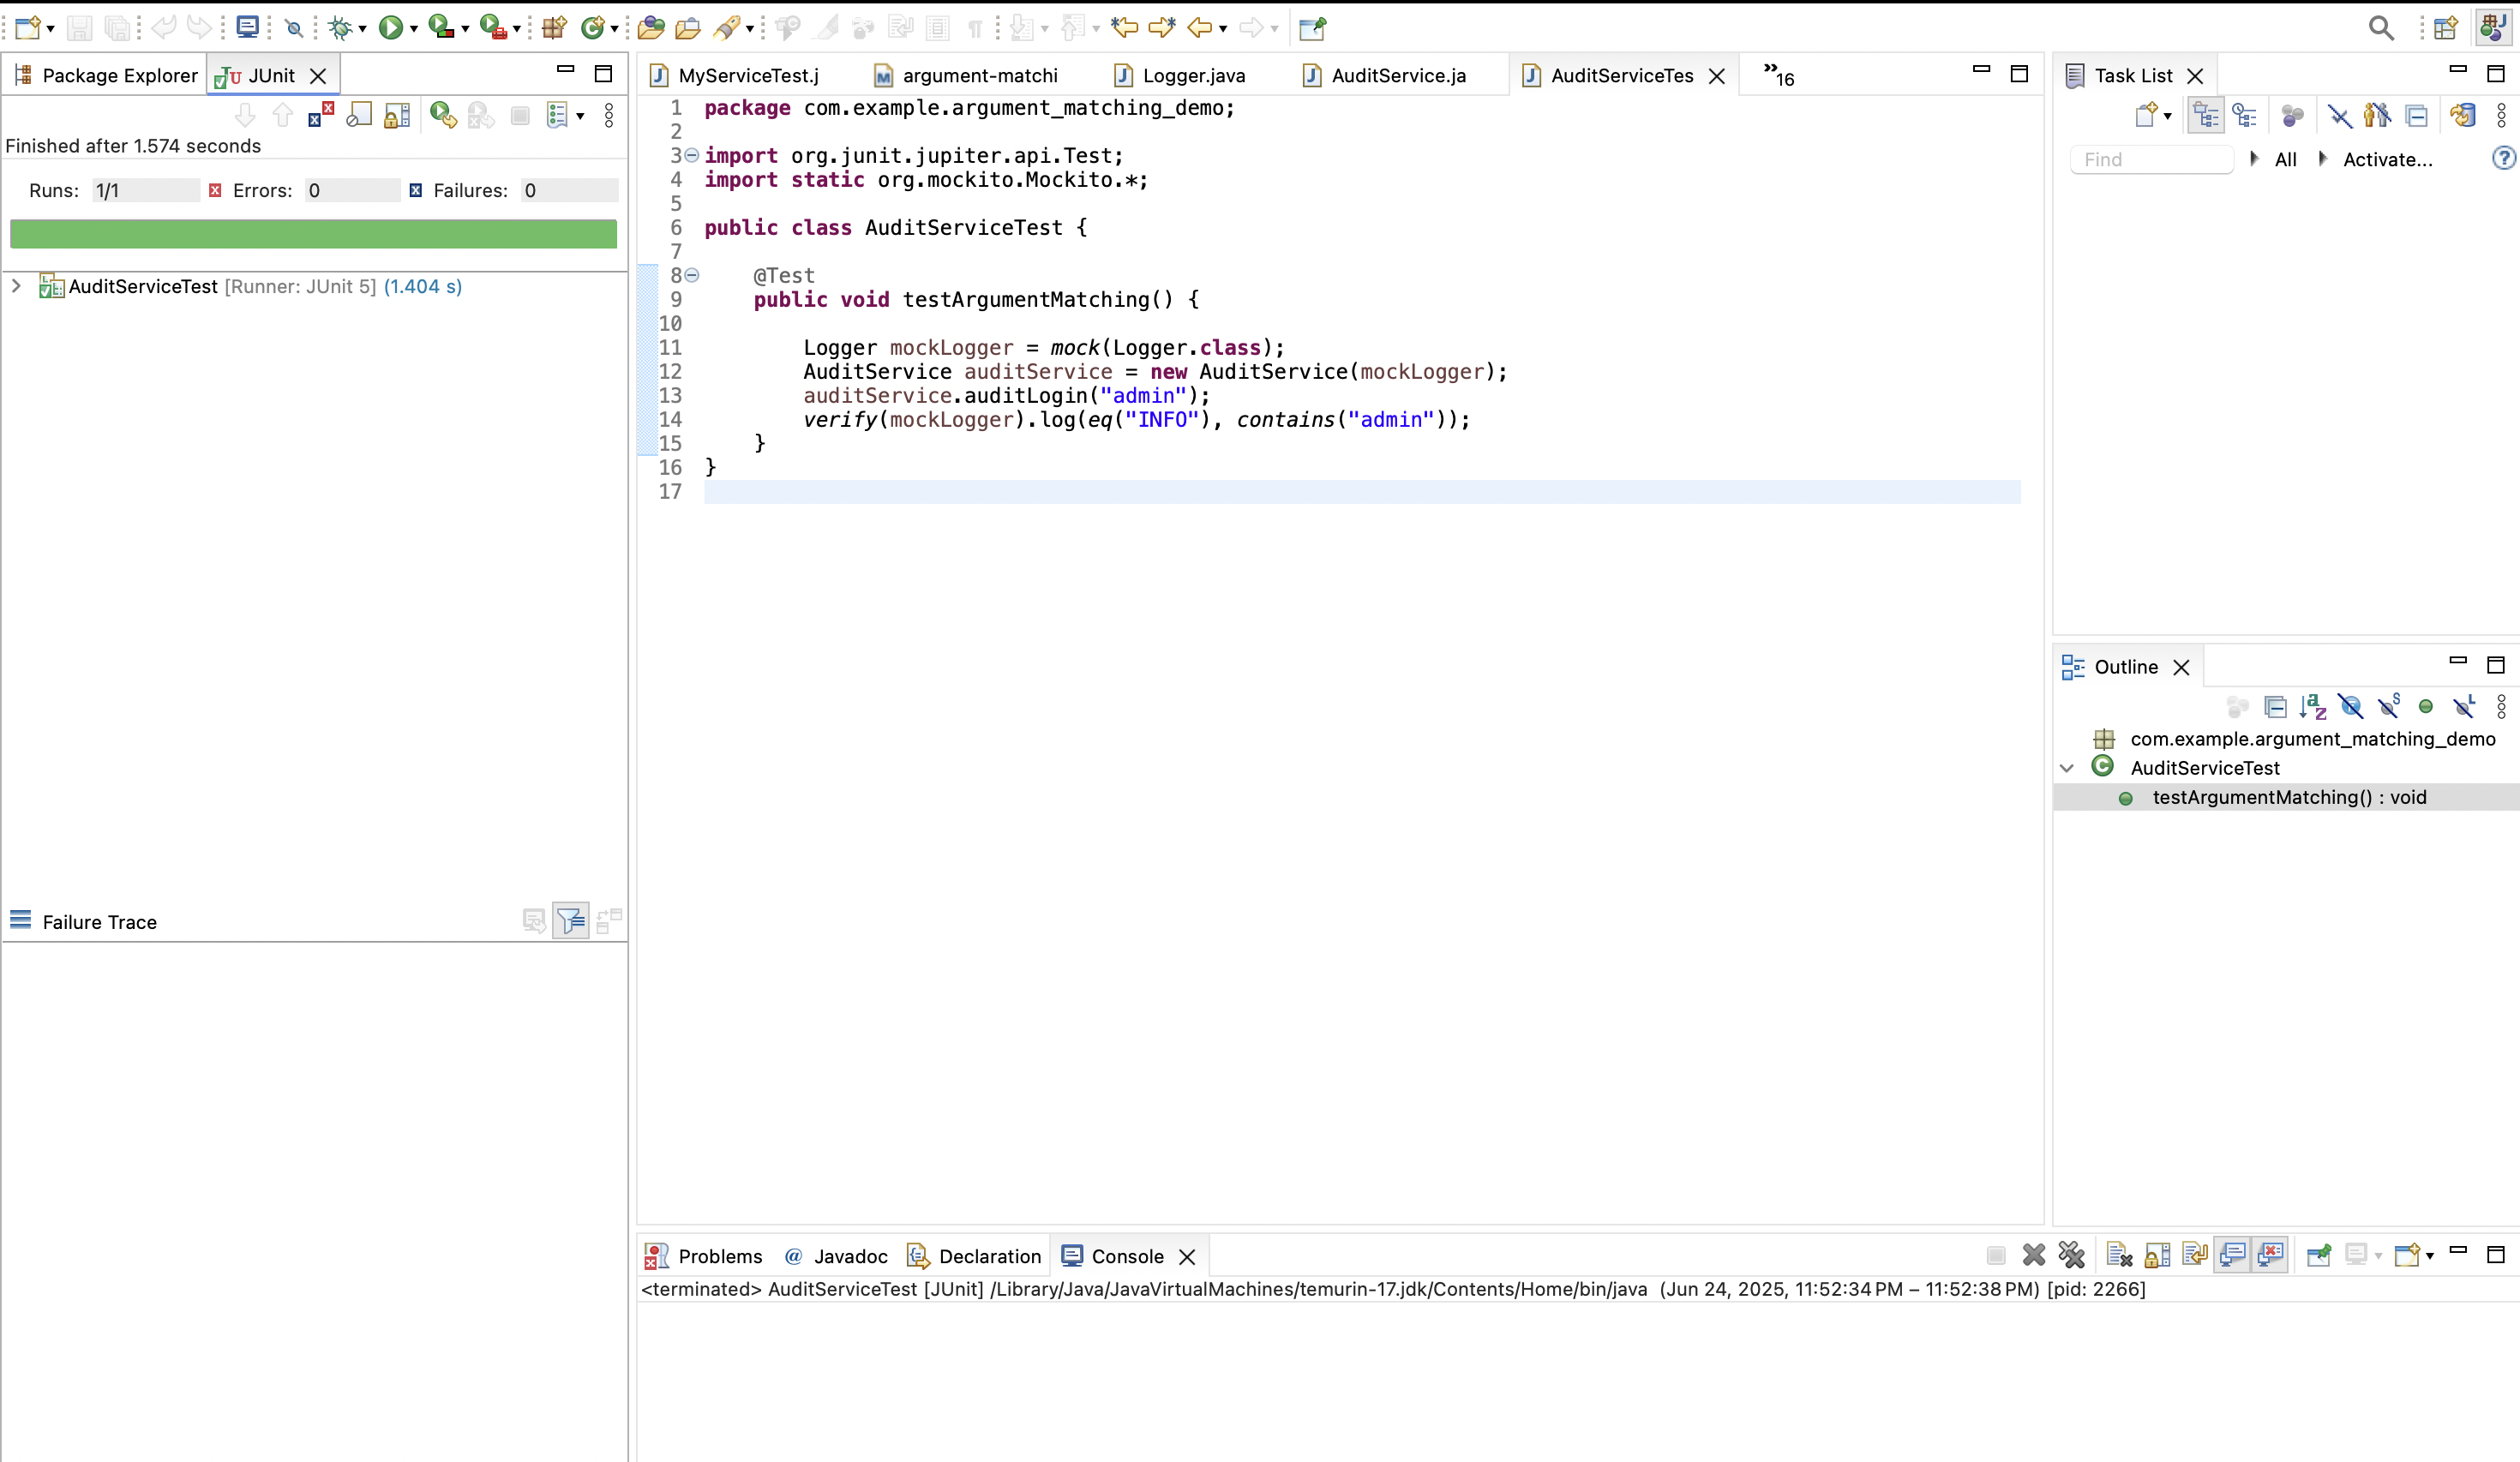 Package Explorer
JUnit
Finished after 1.574 seconds
Runs: 1/1 Errors: 0 Failures: 0
AuditServiceTest [Runner: JUnit 5] (1.404 s)
Failure Trace
MyServiceTest.j argument-matchi Logger.java AuditService.ja AuditServiceTes »16
1 package com.example.argument_matching_demo;
2
3 import org.junit.jupiter.api.Test;
4 import static org.mockito.Mockito.*;
5
6 public class AuditServiceTest {
7
8 @Test
9 public void testArgumentMatching() {
10
11 Logger mockLogger = mock(Logger.class);
12 AuditService auditService = new AuditService(mockLogger);
13 auditService.auditLogin("admin");
14 verify(mockLogger).log(eq("INFO"), contains("admin"));
15 }
16 }
17
Task List
Find All Activate...
Outline
com.example.argument_matching_demo
AuditServiceTest
testArgumentMatching() : void
Problems @ Javadoc Declaration Console
<terminated> AuditServiceTest [JUnit] /Library/Java/JavaVirtualMachines/temurin-17.jdk/Contents/Home/bin/java (Jun 24, 2025, 11:52:34 PM – 11:52:38 PM) [pid: 2266]